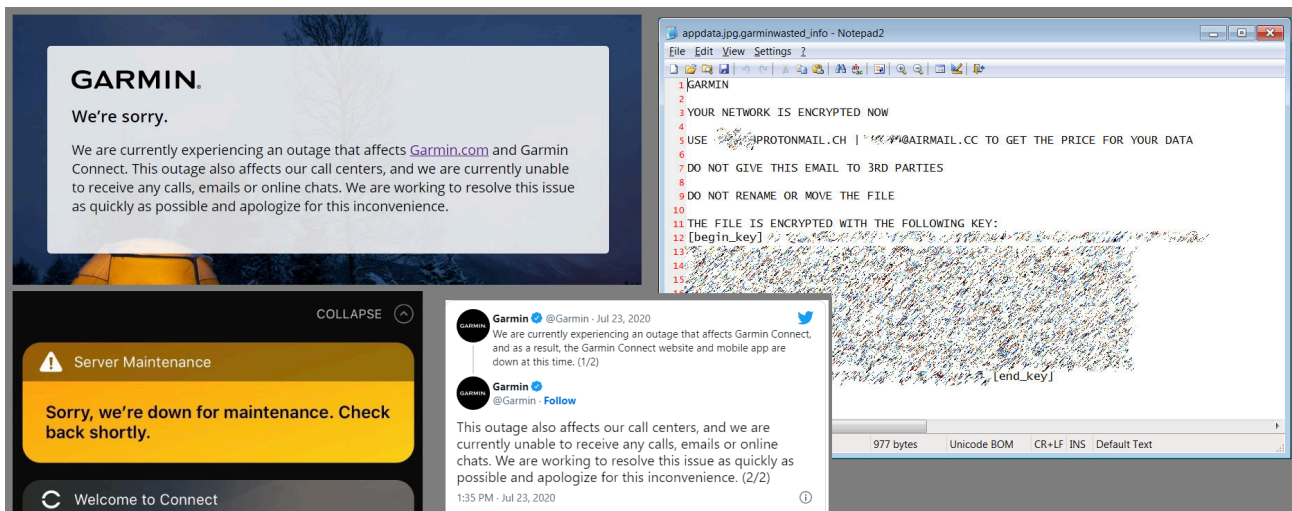 GARMIN.
We're sorry.
We are currently experiencing an outage that affects Garmin.com and Garmin
Connect. This outage also affects our call centers, and we are currently unable
to receive any calls, emails or online chats. We are working to resolve this issue
as quickly as possible and apologize for this inconvenience.
appdata.jpg.garminwasted_info - Notepad2
File Edit View Settings ?
1 GARMIN
2
3 YOUR NETWORK IS ENCRYPTED NOW
4
5 USE @PROTONMAIL.CH | @AIRMAIL.CC TO GET THE PRICE FOR YOUR DATA
6
7 DO NOT GIVE THIS EMAIL TO 3RD PARTIES
8
9 DO NOT RENAME OR MOVE THE FILE
10
11 THE FILE IS ENCRYPTED WITH THE FOLLOWING KEY:
12 [begin_key]
13
14
15
[end_key]
977 bytes Unicode BOM CR+LF INS Default Text
COLLAPSE
Server Maintenance
Sorry, we're down for maintenance. Check
back shortly.
Welcome to Connect
GARMIN
Garmin @Garmin · Jul 23, 2020
We are currently experiencing an outage that affects Garmin Connect,
and as a result, the Garmin Connect website and mobile app are
down at this time. (1/2)
GARMIN
Garmin
@Garmin · Follow
This outage also affects our call centers, and we are
currently unable to receive any calls, emails or online
chats. We are working to resolve this issue as quickly as
possible and apologize for this inconvenience. (2/2)
1:35 PM · Jul 23, 2020